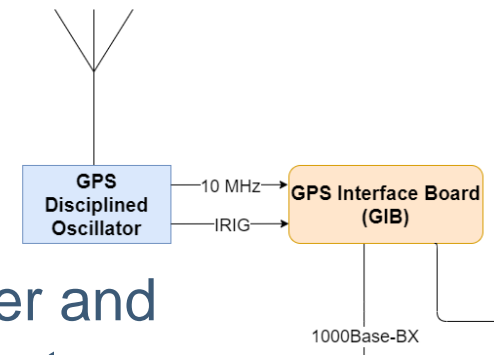 GPS
Disciplined
Oscillator
10 MHz
IRIG
GPS Interface Board
(GIB)
er and
1000Base-BX